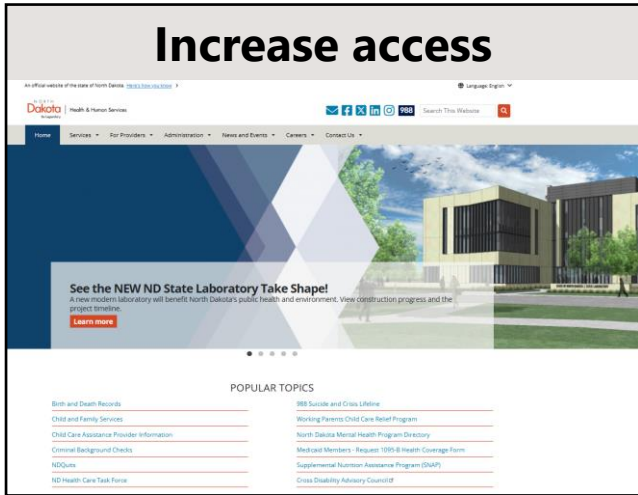 Increase access
An official website of the state of North Dakota. Here's how you know
Language: English
NORTH
Dakota | Health & Human Services
Be Legendary.
988
Search This Website
Home Services For Providers Administration News and Events Careers Contact Us
See the NEW ND State Laboratory Take Shape!
A new modern laboratory will benefit North Dakota's public health and environment. View construction progress and the
project timeline.
Learn more
POPULAR TOPICS
Birth and Death Records
Child and Family Services
Child Care Assistance Provider Information
Criminal Background Checks
NDQuits
ND Health Care Task Force
988 Suicide and Crisis Lifeline
Working Parents Child Care Relief Program
North Dakota Mental Health Program Directory
Medicaid Members - Request 1095-B Health Coverage Form
Supplemental Nutrition Assistance Program (SNAP)
Cross Disability Advisory Council